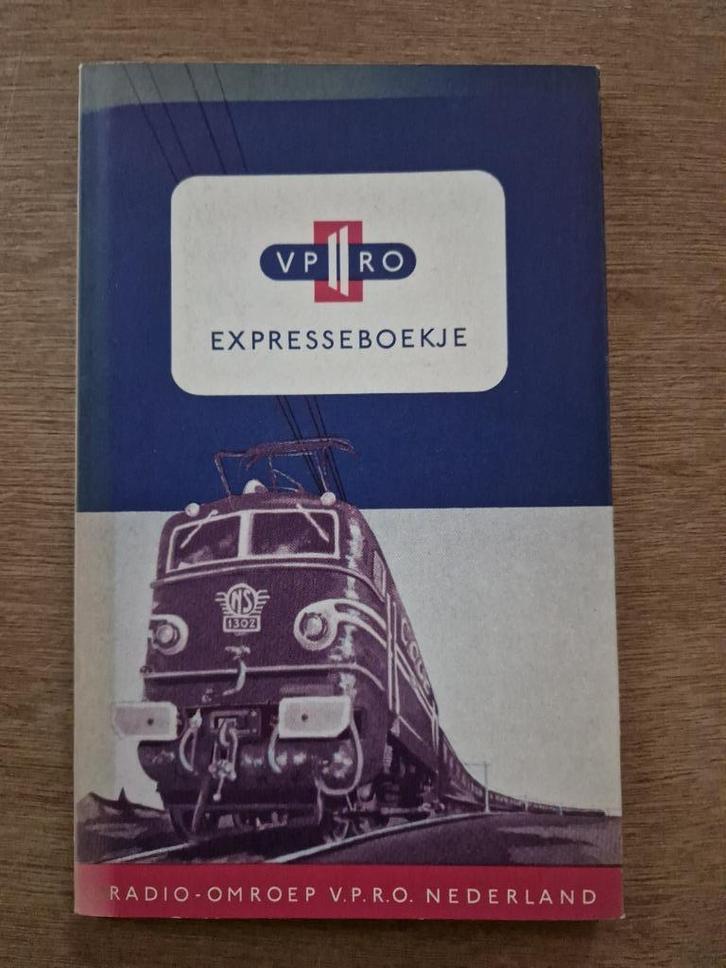 VPRO
EXPRESSEBOEKJE
NS
1302
RADIO-OMROEP V.P.R.O. NEDERLAND